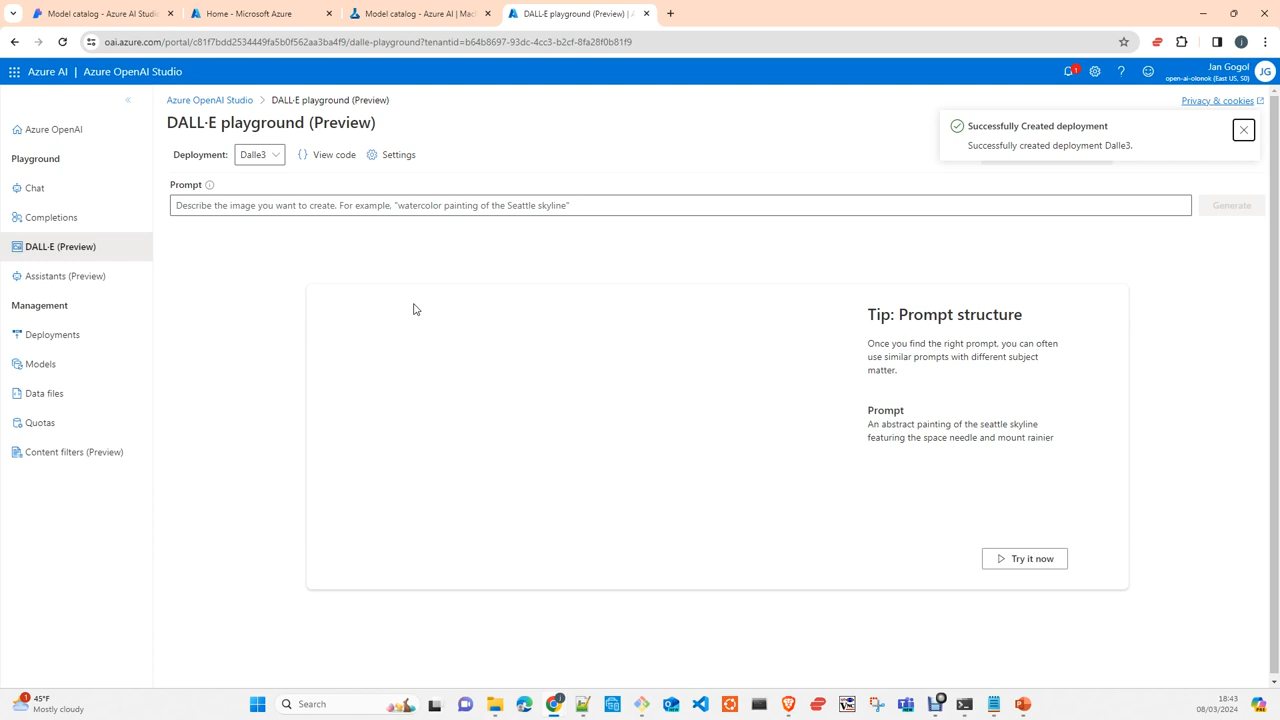 Model catalog - Azure AI Studio
Home - Microsoft Azure
Model catalog - Azure AI | Mac
DALL·E playground (Preview) | A
oai.azure.com/portal/c81f7bdd2534449fa5b0f562aa3ba4f9/dalle-playground?tenantid=b64b8697-93dc-4cc3-b2cf-8fa28f0b81f9
Azure AI | Azure OpenAI Studio
1
Jan Gogol
open-ai-olonok (East US, S0)
JG
Azure OpenAI Studio > DALL·E playground (Preview)
Privacy & cookies
DALL·E playground (Preview)
Successfully Created deployment
Successfully created deployment Dalle3.
Deployment: Dalle3 {} View code Settings
Azure OpenAI
Playground
Chat
Completions
DALL·E (Preview)
Assistants (Preview)
Management
Deployments
Models
Data files
Quotas
Content filters (Preview)
Prompt
Describe the image you want to create. For example, "watercolor painting of the Seattle skyline"
Generate
Tip: Prompt structure
Once you find the right prompt, you can often
use similar prompts with different subject
matter.
Prompt
An abstract painting of the seattle skyline
featuring the space needle and mount rainier
Try it now
1
45°F
Mostly cloudy
Search
18:43
08/03/2024